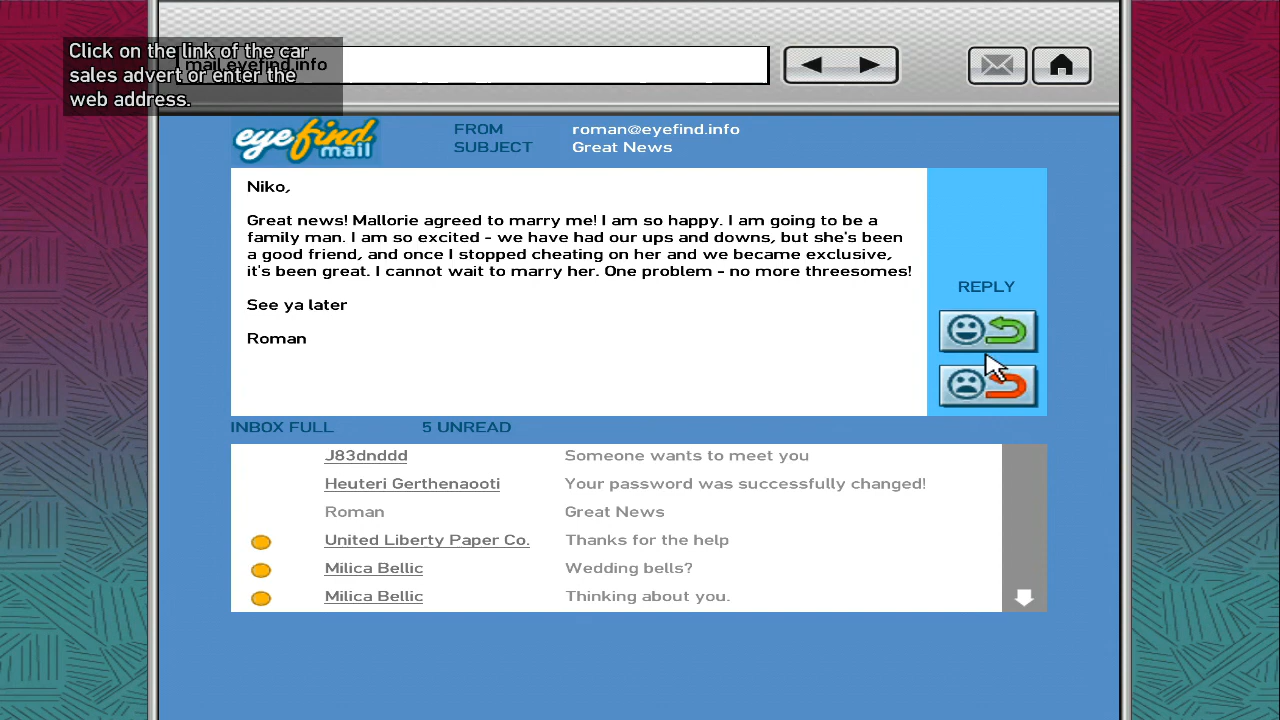 Click on the link of the car
sales advert or enter the
web address.
mail.eyefind.info
eyefind
mail
FROM roman@eyefind.info
SUBJECT Great News
Niko,
Great news! Mallorie agreed to marry me! I am so happy. I am going to be a
family man. I am so excited - we have had our ups and downs, but she's been
a good friend, and once I stopped cheating on her and we became exclusive,
it's been great. I cannot wait to marry her. One problem - no more threesomes!
See ya later
Roman
REPLY
INBOX FULL 5 UNREAD
J83dnddd Someone wants to meet you
Heuteri Gerthenaooti Your password was successfully changed!
Roman Great News
United Liberty Paper Co. Thanks for the help
Milica Bellic Wedding bells?
Milica Bellic Thinking about you.